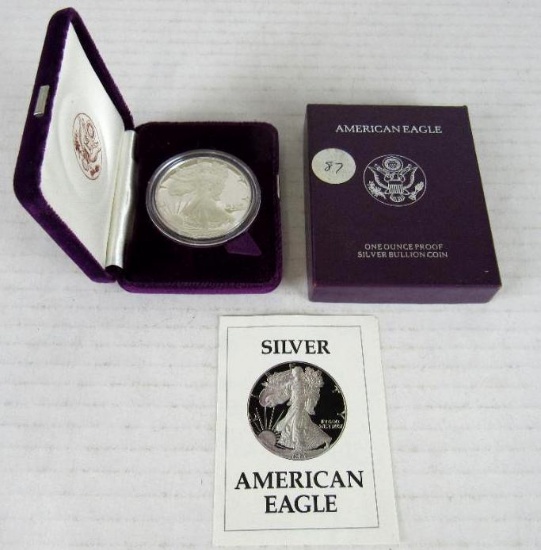 AMERICAN EAGLE
87
ONE OUNCE PROOF
SILVER BULLION COIN
SILVER
AMERICAN
EAGLE